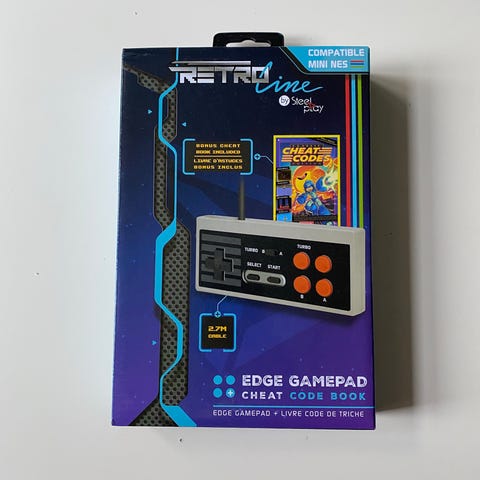 COMPATIBLE
MINI NES
RETRO line
by Steel play
BONUS CHEAT
BOOK INCLUDED
LIVRE D'ASTUCES
BONUS INCLUS
CHEAT
CODES
TURBO B A
TURBO
SELECT START
B A
2.7M
CABLE
EDGE GAMEPAD
+ CHEAT CODE BOOK
EDGE GAMEPAD + LIVRE CODE DE TRICHE